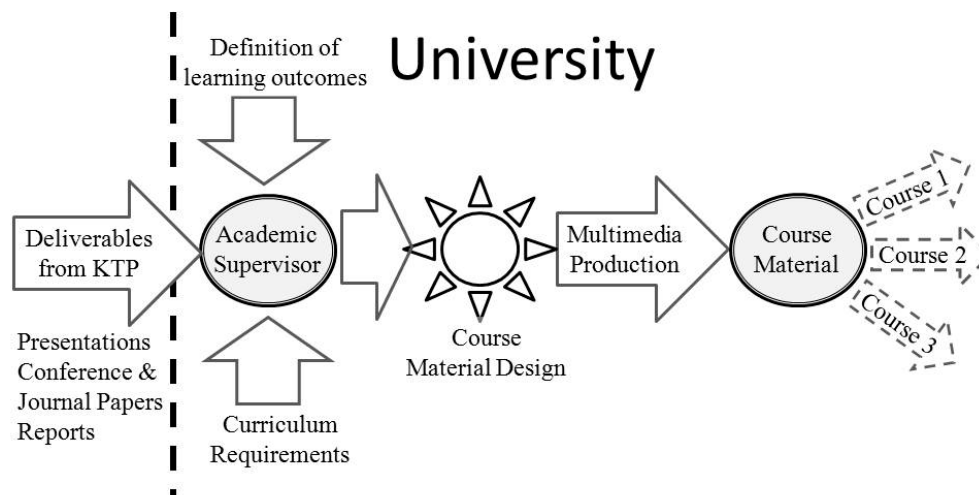 Definition of
learning outcomes
University
Deliverables
from KTP
Academic
Supervisor
Multimedia
Production
Course
Material
Course 1
Course 2
Course 3
Presentations
Conference &
Journal Papers
Reports
Course
Material Design
Curriculum
Requirements